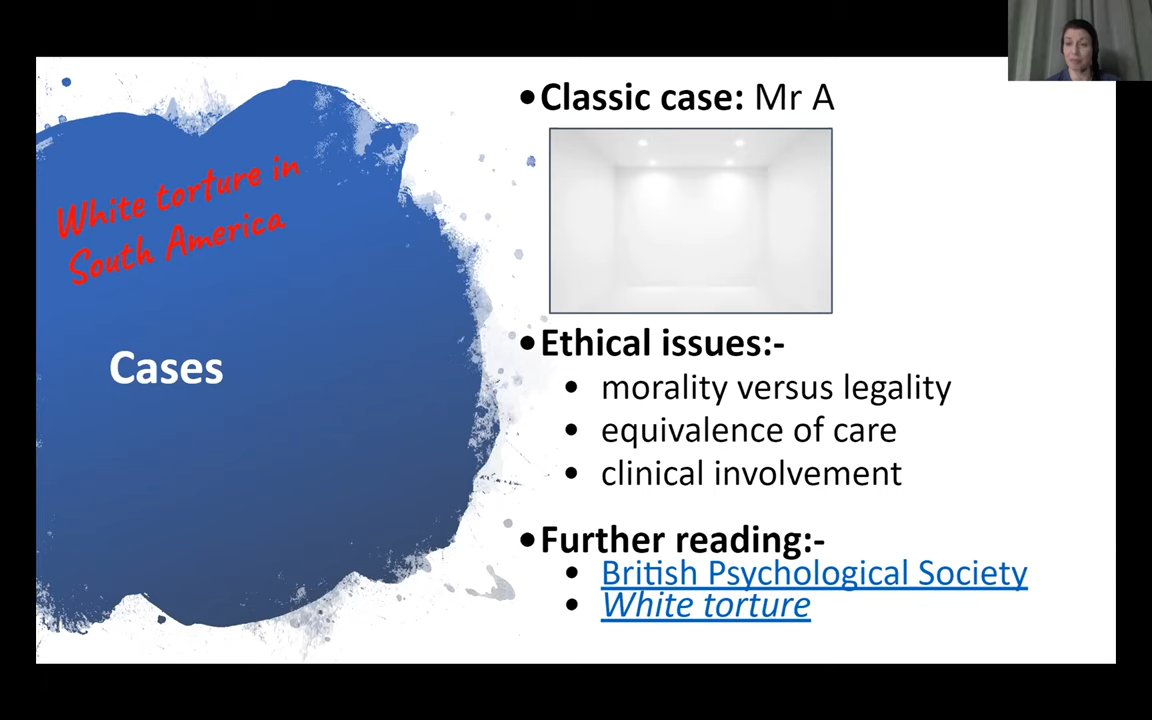 White torture in
South America
Cases
•Classic case: Mr A
•Ethical issues:-
• morality versus legality
• equivalence of care
• clinical involvement
•Further reading:-
• British Psychological Society
• White torture